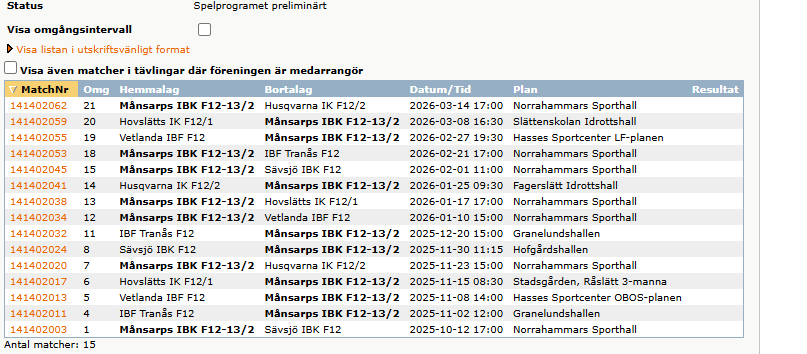 Status Spelprogramet preliminärt
Visa omgångsintervall
Visa listan i utskriftsvänligt format
Visa även matcher i tävlingar där föreningen är medarrangör
MatchNr Omg Hemmalag Bortalag Datum/Tid Plan Resultat
141402062 21 Månsarps IBK F12-13/2 Husqvarna IK F12/2 2026-03-14 17:00 Norrahammars Sporthall
141402059 20 Hovslätts IK F12/1 Månsarps IBK F12-13/2 2026-03-08 16:30 Slättenskolan Idrottshall
141402055 19 Vetlanda IBF F12 Månsarps IBK F12-13/2 2026-02-27 19:30 Hasses Sportcenter LF-planen
141402053 18 Månsarps IBK F12-13/2 IBF Tranås F12 2026-02-21 17:00 Norrahammars Sporthall
141402045 15 Månsarps IBK F12-13/2 Sävsjö IBK F12 2026-02-01 11:00 Norrahammars Sporthall
141402041 14 Husqvarna IK F12/2 Månsarps IBK F12-13/2 2026-01-25 09:30 Fagerslätt Idrottshall
141402038 13 Månsarps IBK F12-13/2 Hovslätts IK F12/1 2026-01-17 17:00 Norrahammars Sporthall
141402034 12 Månsarps IBK F12-13/2 Vetlanda IBF F12 2026-01-10 15:00 Norrahammars Sporthall
141402032 11 IBF Tranås F12 Månsarps IBK F12-13/2 2025-12-20 15:00 Granelundshallen
141402024 8 Sävsjö IBK F12 Månsarps IBK F12-13/2 2025-11-30 11:15 Hofgårdshallen
141402020 7 Månsarps IBK F12-13/2 Husqvarna IK F12/2 2025-11-23 15:00 Norrahammars Sporthall
141402017 6 Hovslätts IK F12/1 Månsarps IBK F12-13/2 2025-11-15 08:30 Stadsgården, Råslätt 3-manna
141402013 5 Vetlanda IBF F12 Månsarps IBK F12-13/2 2025-11-08 14:00 Hasses Sportcenter OBOS-planen
141402011 4 IBF Tranås F12 Månsarps IBK F12-13/2 2025-11-02 12:00 Granelundshallen
141402003 1 Månsarps IBK F12-13/2 Sävsjö IBK F12 2025-10-12 17:00 Norrahammars Sporthall
Antal matcher: 15